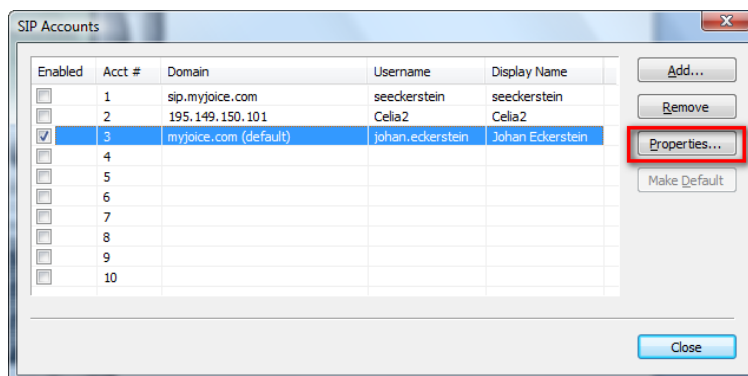 SIP Accounts
Enabled Acct # Domain Username Display Name
1 sip.myjoice.com seeckerstein seeckerstein
2 195.149.150.101 Celia2 Celia2
3 myjoice.com (default) johan.eckerstein Johan Eckerstein
4
5
6
7
8
9
10
Add...
Remove
Properties...
Make Default
Close